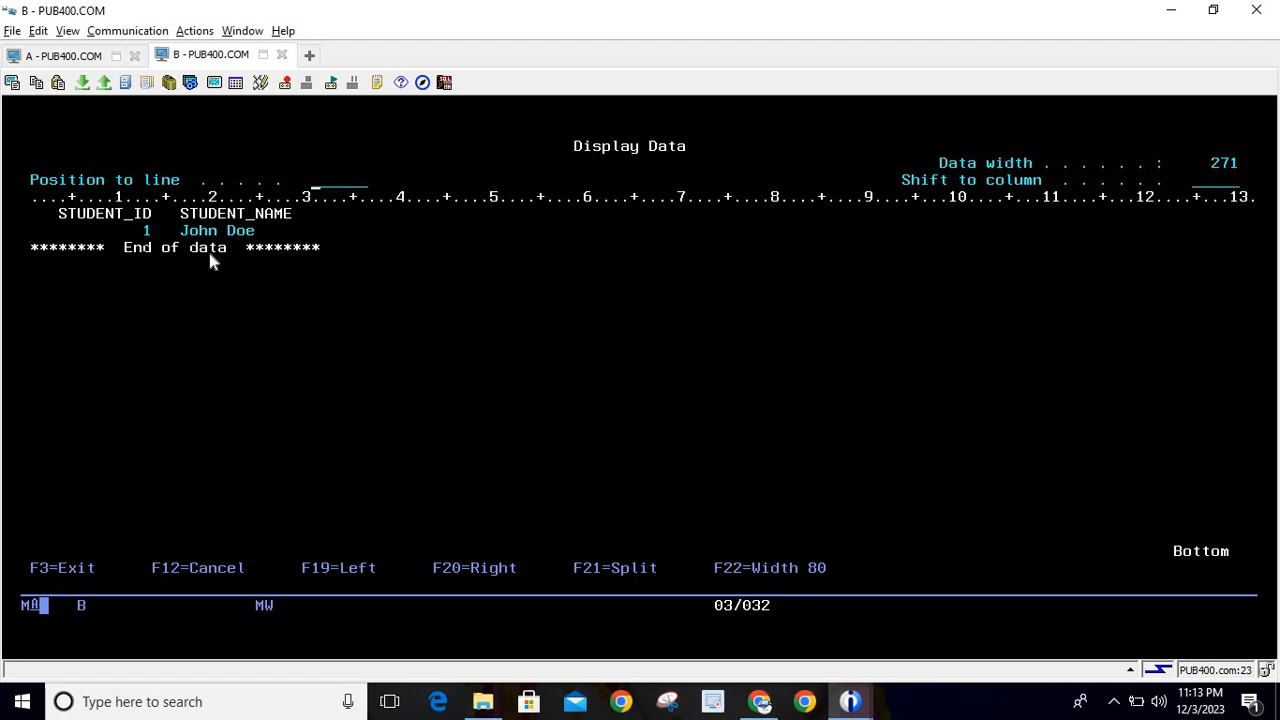 B - PUB400.COM
File Edit View Communication Actions Window Help
A - PUB400.COM B - PUB400.COM
Display Data
Data width . . . . . . : 271
Position to line . . . . . Shift to column . . . . . .
....+....1....+....2....+....3....+....4....+....5....+....6....+....7....+....8....+....9....+...10....+...11....+...12....+...13.
STUDENT_ID STUDENT_NAME
1 John Doe
******** End of data ********
Bottom
F3=Exit F12=Cancel F19=Left F20=Right F21=Split F22=Width 80
MA B MW 03/032
PUB400.com:23
Type here to search
11:13 PM
12/3/2023